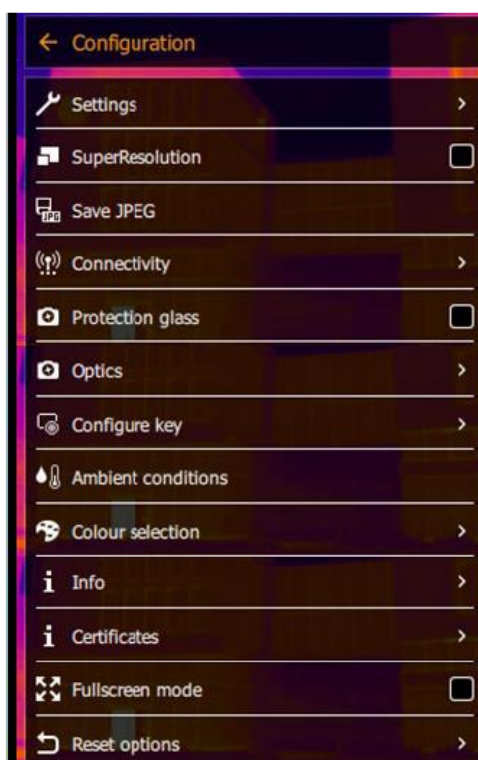 Configuration
Settings
SuperResolution
JPG
Save JPEG
Connectivity
Protection glass
Optics
Configure key
Ambient conditions
Colour selection
Info
Certificates
Fullscreen mode
Reset options